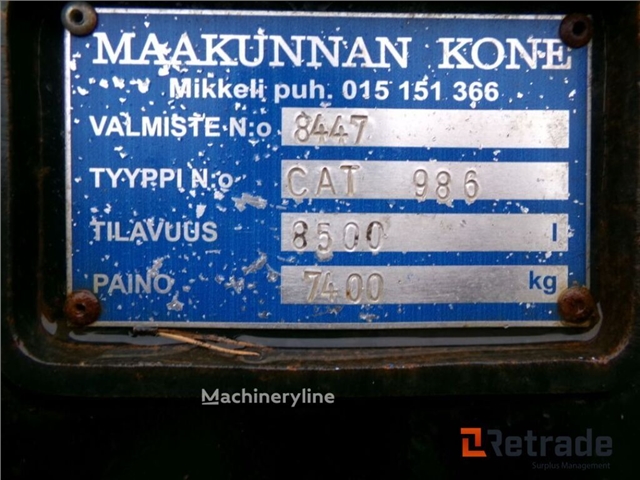 MAAKUNNAN KONE
Mikkeli puh. 015 151 366
VALMISTE N:o 8447
TYYPPI N:o CAT 986
TILAVUUS 8500 l
PAINO 7400 kg
Machineryline
Retrade
Surplus Management